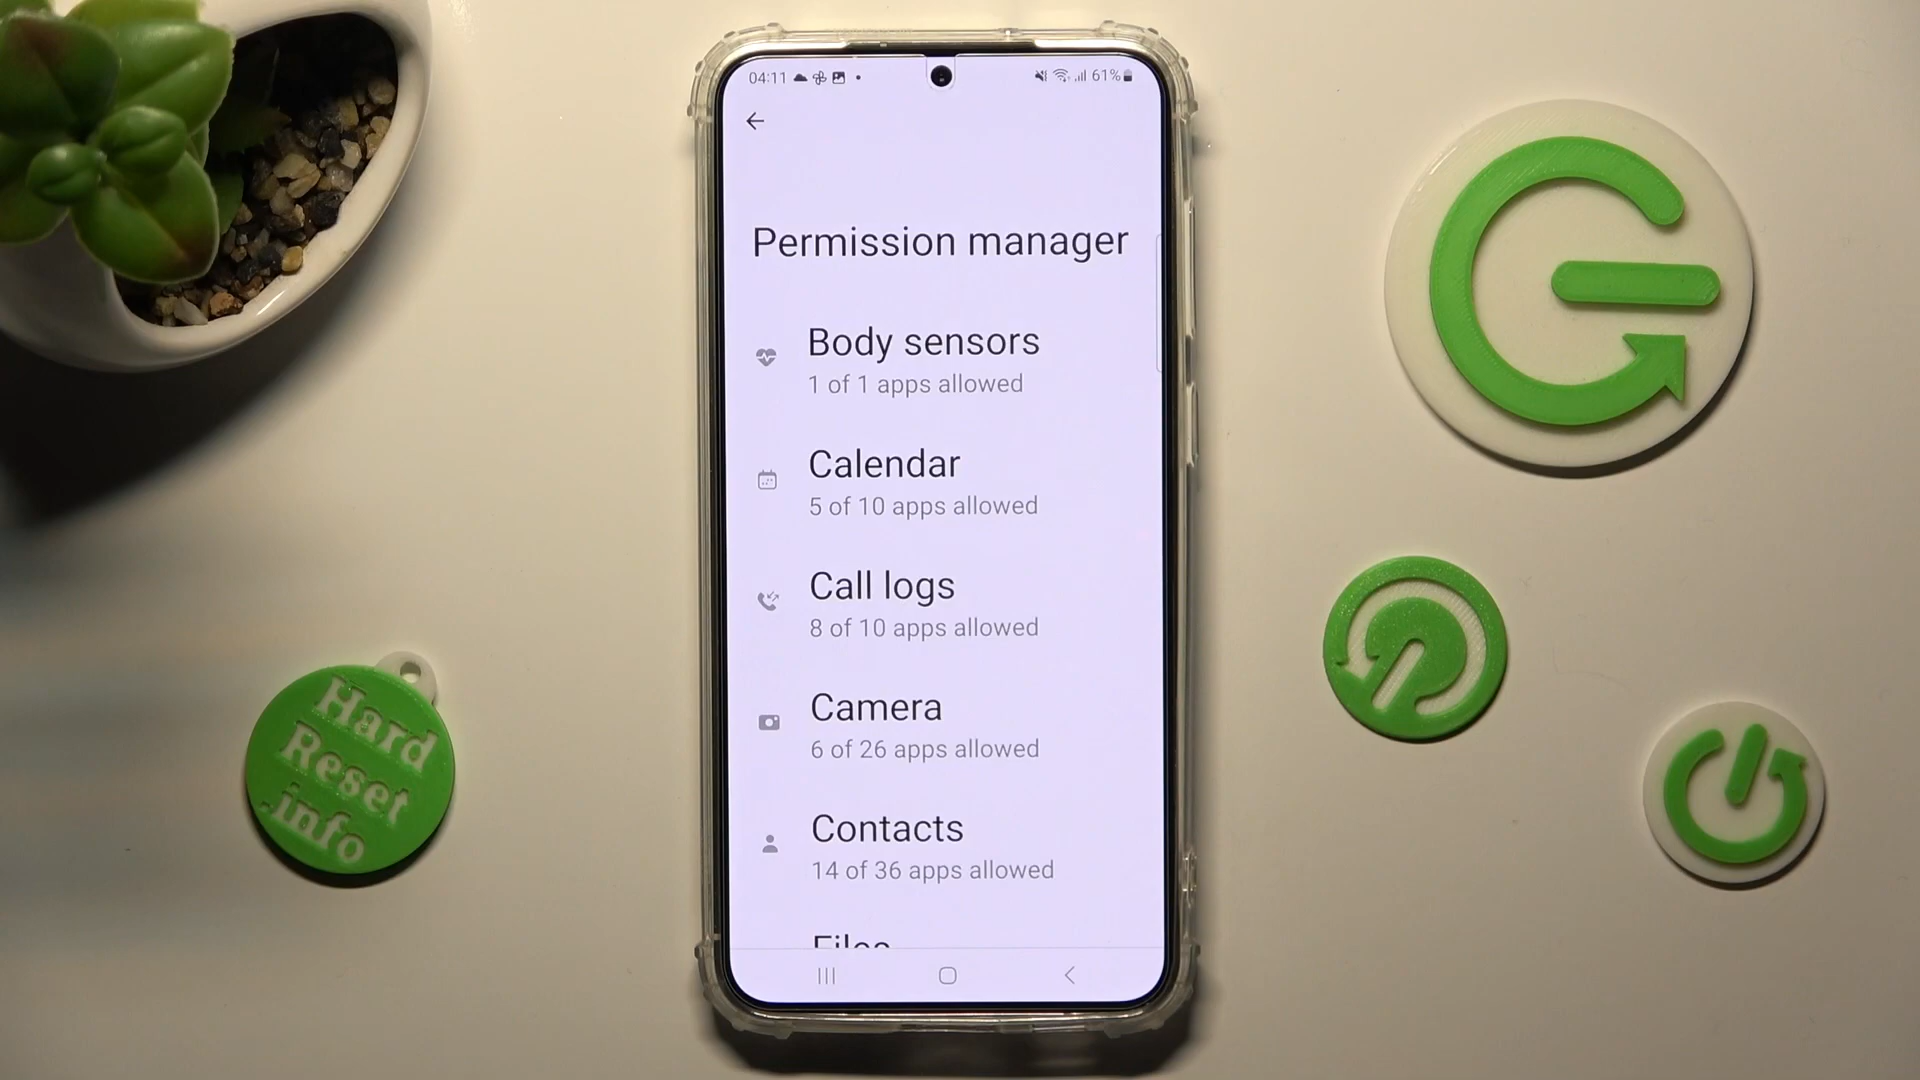 04:11
61%
Permission manager
Body sensors
1 of 1 apps allowed
Calendar
5 of 10 apps allowed
Call logs
8 of 10 apps allowed
Camera
6 of 26 apps allowed
Contacts
14 of 36 apps allowed
Files
Hard
Reset
.info